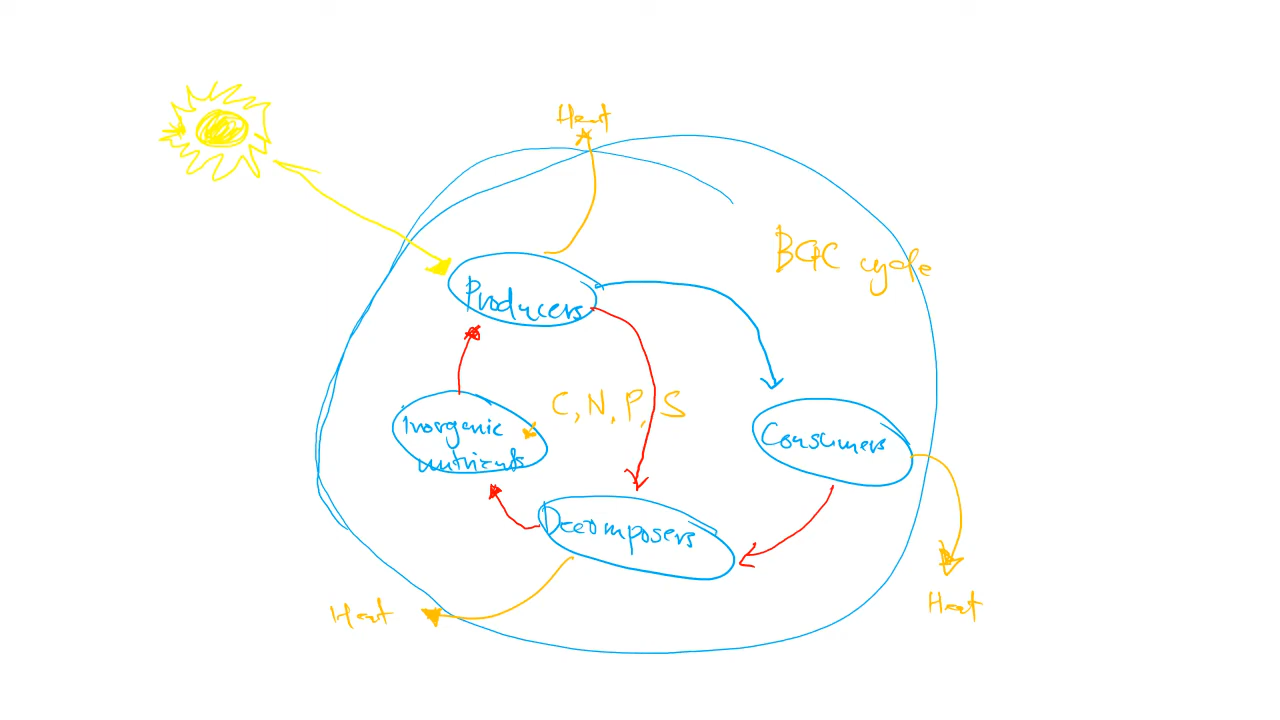 Heat
BGC cycle
Producers
C, N, P, S
Inorganic
nutrients
Consumers
Decomposers
Heat
Heat